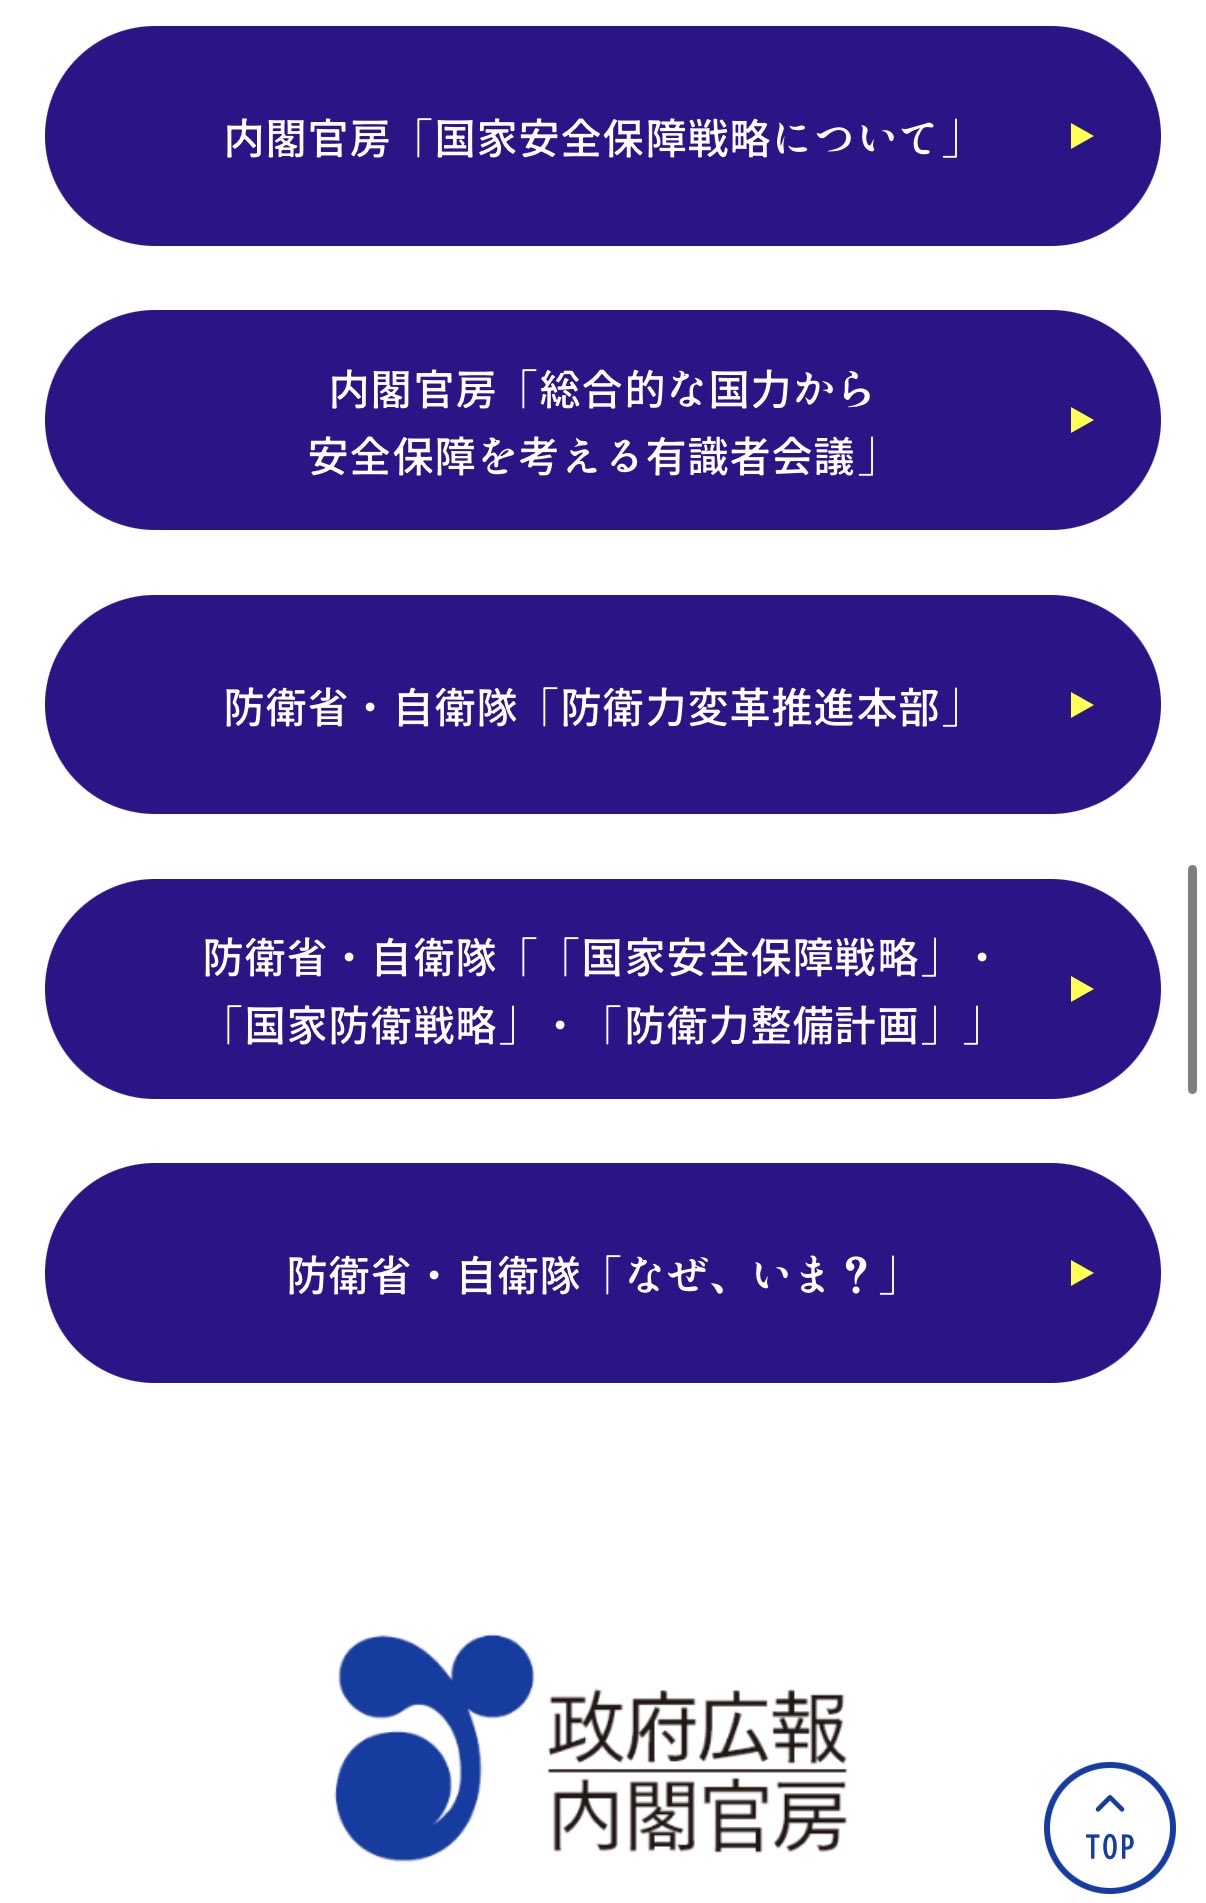 内閣官房「国家安全保障戦略について」
内閣官房「総合的な国力から
安全保障を考える有識者会議」
防衛省・自衛隊「防衛力変革推進本部」
防衛省・自衛隊「「国家安全保障戦略」・
「国家防衛戦略」・「防衛力整備計画」」
防衛省・自衛隊「なぜ、いま？」
政府広報
内閣官房
TOP